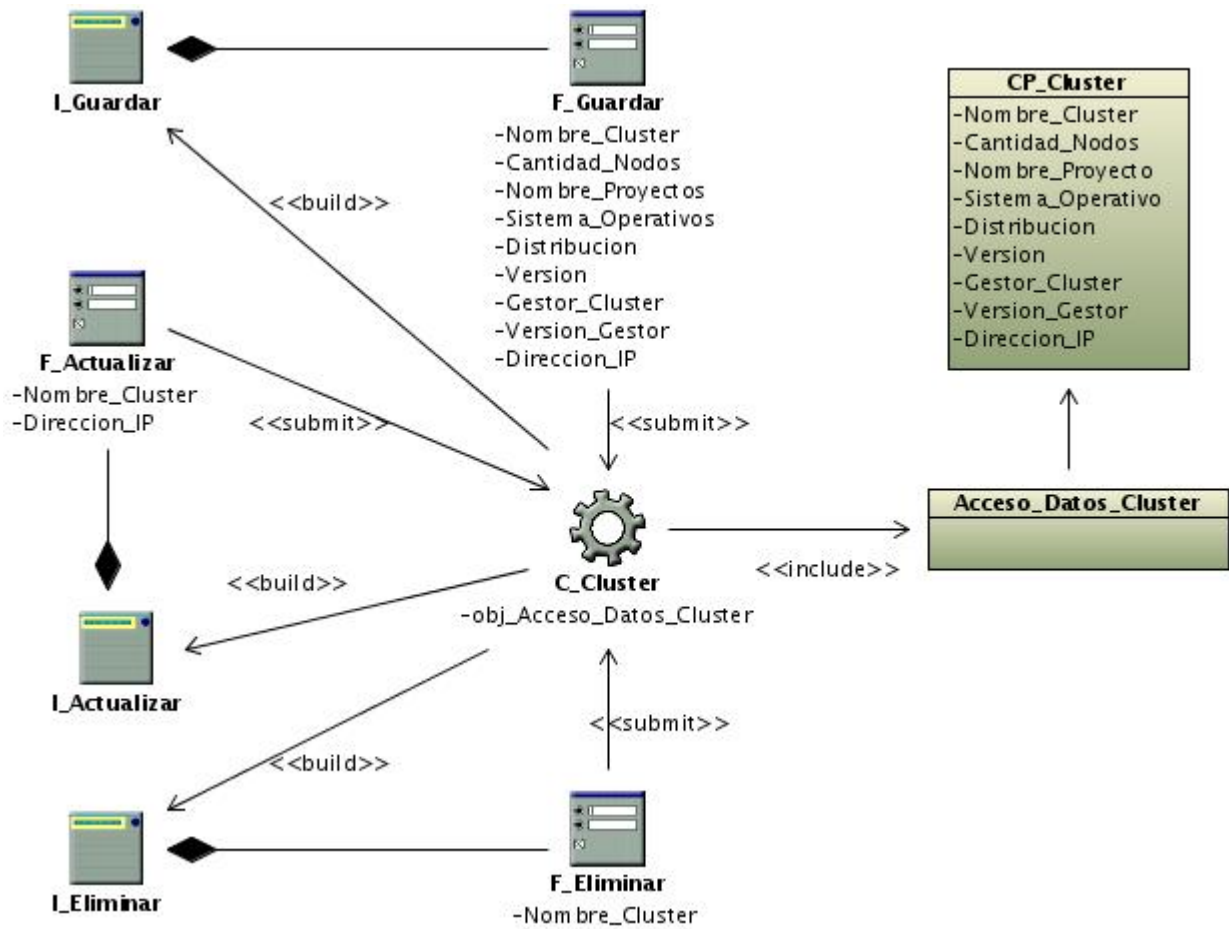 I_Guardar
F_Guardar
-Nombre_Cluster
-Cantidad_Nodos
-Nombre_Proyectos
-Sistema_Operativos
-Distribucion
-Version
-Gestor_Cluster
-Version_Gestor
-Direccion_IP
CP_Cluster
-Nombre_Cluster
-Cantidad_Nodos
-Nombre_Proyecto
-Sistema_Operativo
-Distribucion
-Version
-Gestor_Cluster
-Version_Gestor
-Direccion_IP
<<build>>
F_Actualizar
-Nombre_Cluster
-Direccion_IP
<<submit>>
<<submit>>
Acceso_Datos_Cluster
<<include>>
C_Cluster
-obj_Acceso_Datos_Cluster
<<build>>
I_Actualizar
<<submit>>
<<build>>
I_Eliminar
F_Eliminar
-Nombre_Cluster